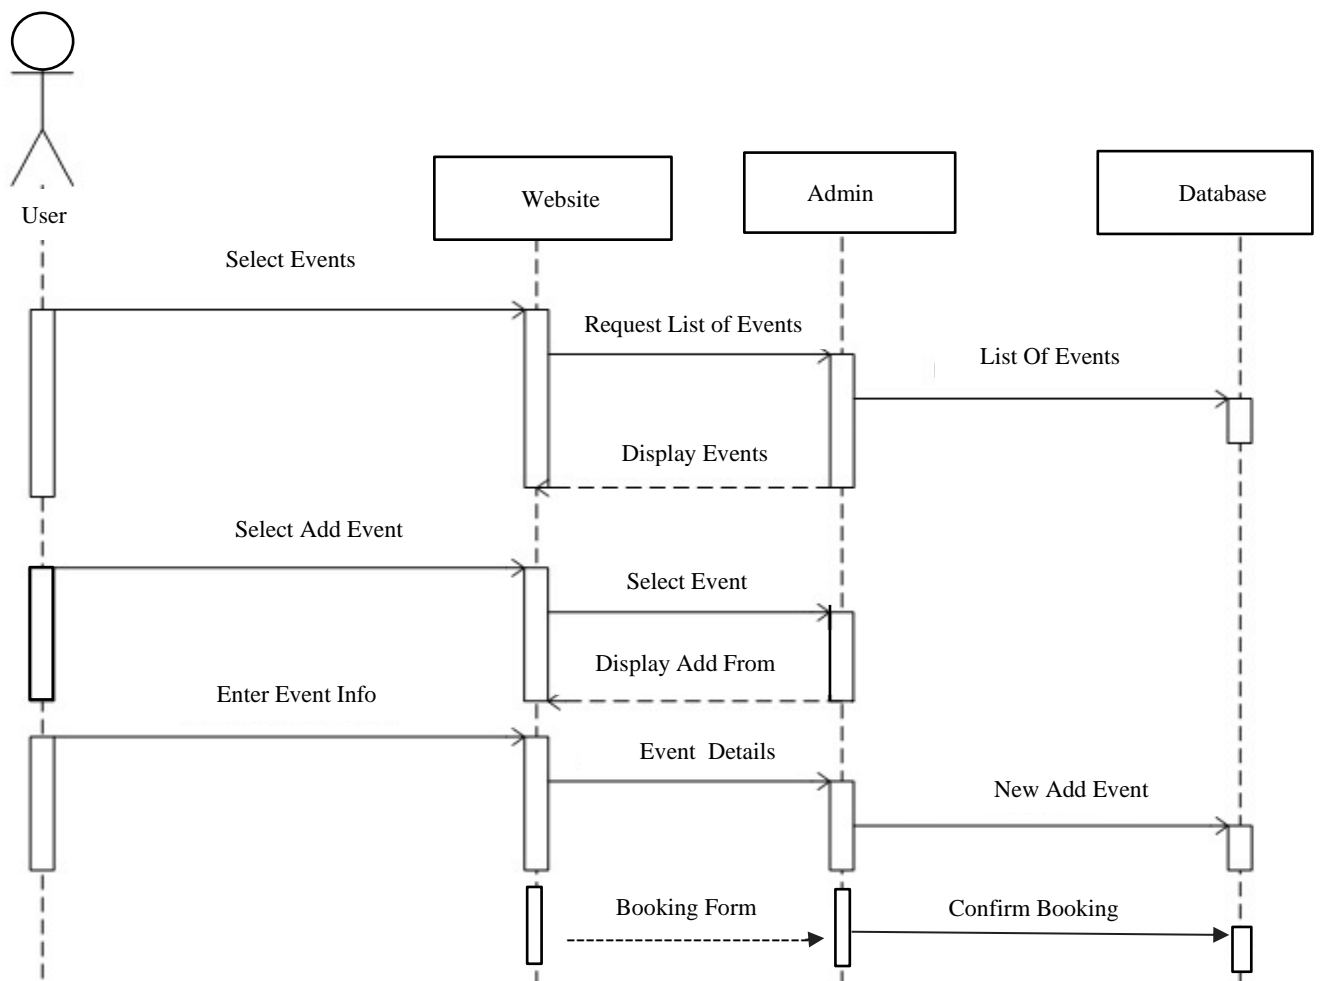 User
Website
Admin
Database
Select Events
Request List of Events
List Of Events
Display Events
Select Add Event
Select Event
Display Add From
Enter Event Info
Event  Details
New Add Event
Booking Form
Confirm Booking